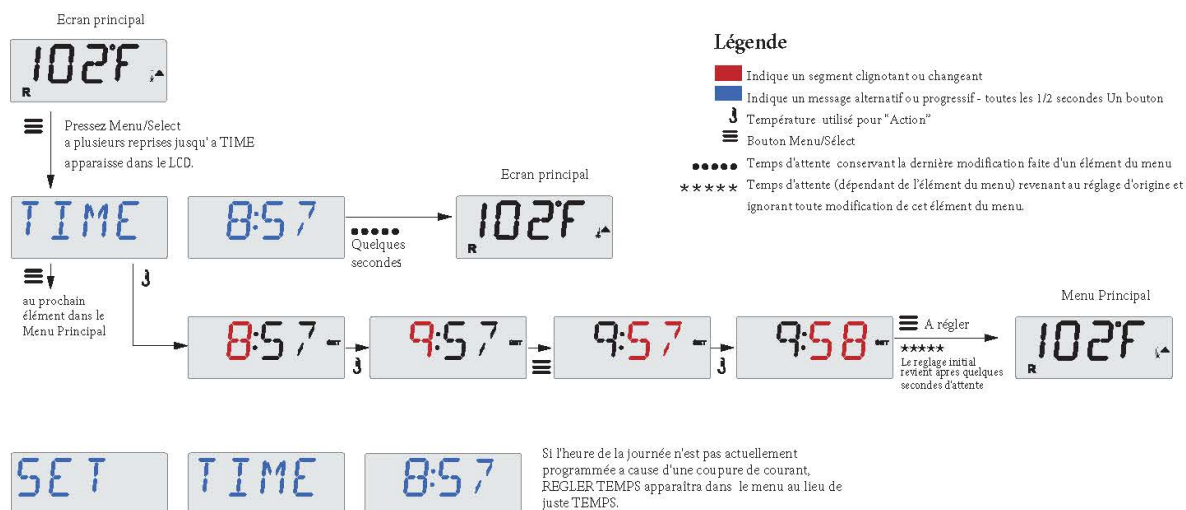 Ecran principal
102°F
R
Pressez Menu/Select
a plusieurs reprises jusqu' a TIME
apparaisse dans le LCD.
Légende
Indique un segment clignotant ou changeant
Indique un message alternatif ou progressif - toutes les 1/2 secondes Un bouton
Température utilisé pour "Action"
Bouton Menu/Sélect
Temps d'attente conservant la dernière modification faite d'un élément du menu
***** Temps d'attente (dépendant de l'élément du menu) revenant au réglage d'origine et
ignorant toute modification de cet élément du menu.
TIME
8:57
Quelques
secondes
Ecran principal
102°F
R
au prochain
élément dans le
Menu Principal
8:57 SET
9:57
9:57 SET
9:58 SET
A régler
*****
Le reglage initial
revient après quelques
secondes d'attente
Menu Principal
102°F
R
SET
TIME
8:57
Si l'heure de la journée n'est pas actuellement
programmée a cause d'une coupure de courant,
REGLER TEMPS apparaîtra dans le menu au lieu de
juste TEMPS.